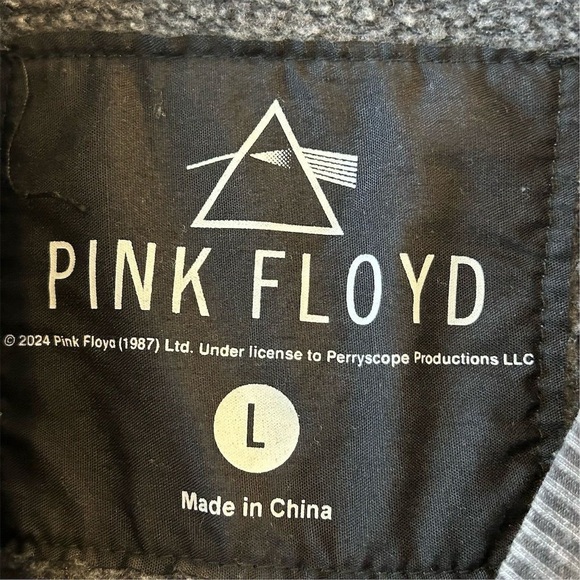 PINK FLOYD
© 2024 Pink Floyd (1987) Ltd. Under license to Perryscope Productions LLC
L
Made in China